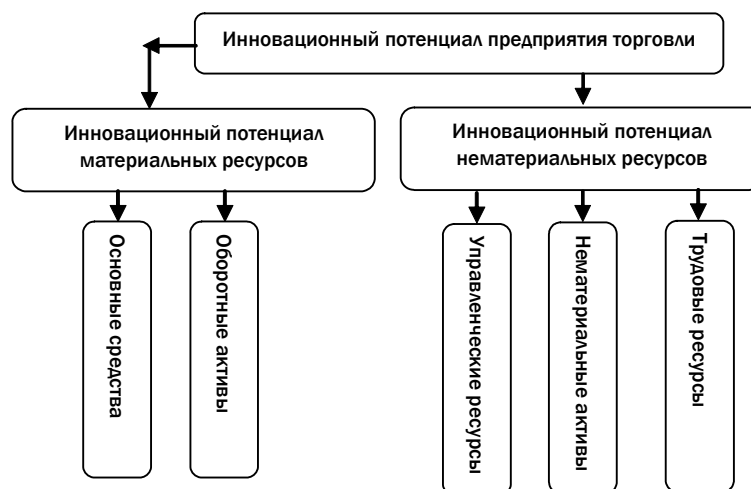 Инновационный потенциал предприятия торговли
Инновационный потенциал
материальных ресурсов
Инновационный потенциал
нематериальных ресурсов
Основные средства
Оборотные активы
Управленческие ресурсы
Нематериальные активы
Трудовые ресурсы